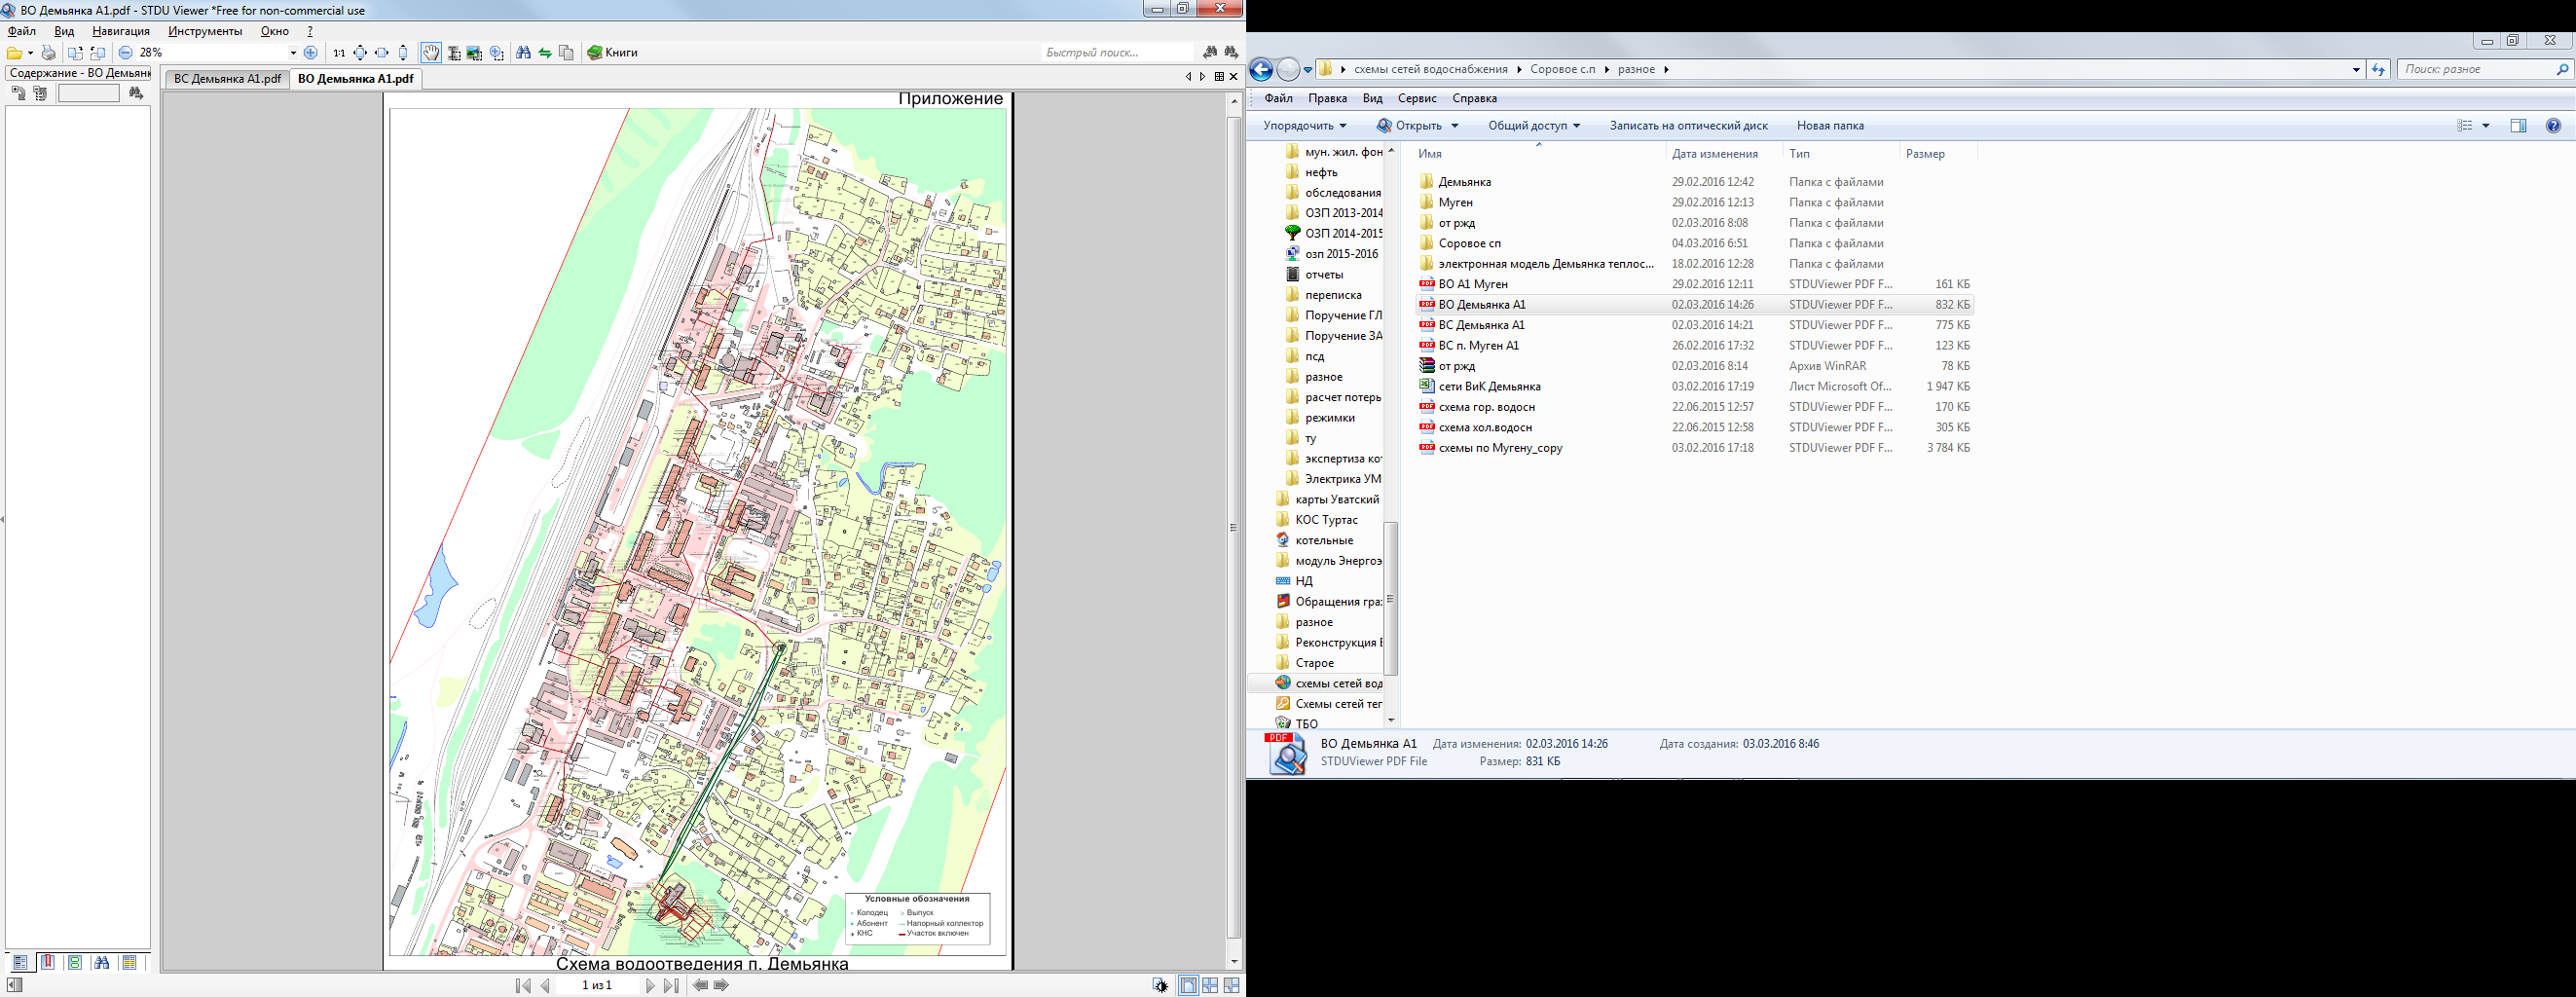 ВО Демьянка А1.pdf - STDU Viewer *Free for non-commercial use
Файл Вид Навигация Инструменты Окно ?
28% 1:1 Книги Быстрый поиск...
Содержание - ВО Демьянк
ВС Демьянка А1.pdf ВО Демьянка А1.pdf
Приложение
Условные обозначения
Колодец Выпуск
Абонент Напорный коллектор
КНС Участок включен
Схема водоотведения п. Демьянка
1 из 1
схемы сетей водоснабжения Соровое с.п разное
Поиск: разное
Файл Правка Вид Сервис Справка
Упорядочить Открыть Общий доступ Записать на оптический диск Новая папка
мун. жил. фон
нефть
обследования
ОЗП 2013-2014
ОЗП 2014-2015
озп 2015-2016
отчеты
переписка
Поручение ГЛ
Поручение ЗА
псд
разное
расчет потерь
режимки
ту
экспертиза ко
Электрика УМ
карты Уватский
КОС Туртас
котельные
модуль Энергоэ
НД
Обращения гра
разное
Реконструкция В
Старое
схемы сетей вод
Схемы сетей теп
ТБО
Имя Дата изменения Тип Размер
Демьянка 29.02.2016 12:42 Папка с файлами
Муген 29.02.2016 12:13 Папка с файлами
от ржд 02.03.2016 8:08 Папка с файлами
Соровое сп 04.03.2016 6:51 Папка с файлами
электронная модель Демьянка теплос... 18.02.2016 12:28 Папка с файлами
ВО А1 Муген 29.02.2016 12:11 STDUViewer PDF F... 161 КБ
ВО Демьянка А1 02.03.2016 14:26 STDUViewer PDF F... 832 КБ
ВС Демьянка А1 02.03.2016 14:21 STDUViewer PDF F... 775 КБ
ВС п. Муген А1 26.02.2016 17:32 STDUViewer PDF F... 123 КБ
от ржд 02.03.2016 8:14 Архив WinRAR 78 КБ
сети ВиК Демьянка 03.02.2016 17:19 Лист Microsoft Of... 1 947 КБ
схема гор. водосн 22.06.2015 12:57 STDUViewer PDF F... 170 КБ
схема хол.водосн 22.06.2015 12:58 STDUViewer PDF F... 305 КБ
схемы по Мугену_copy 03.02.2016 17:18 STDUViewer PDF F... 3 784 КБ
ВО Демьянка А1 Дата изменения: 02.03.2016 14:26 Дата создания: 03.03.2016 8:46
STDUViewer PDF File Размер: 831 КБ